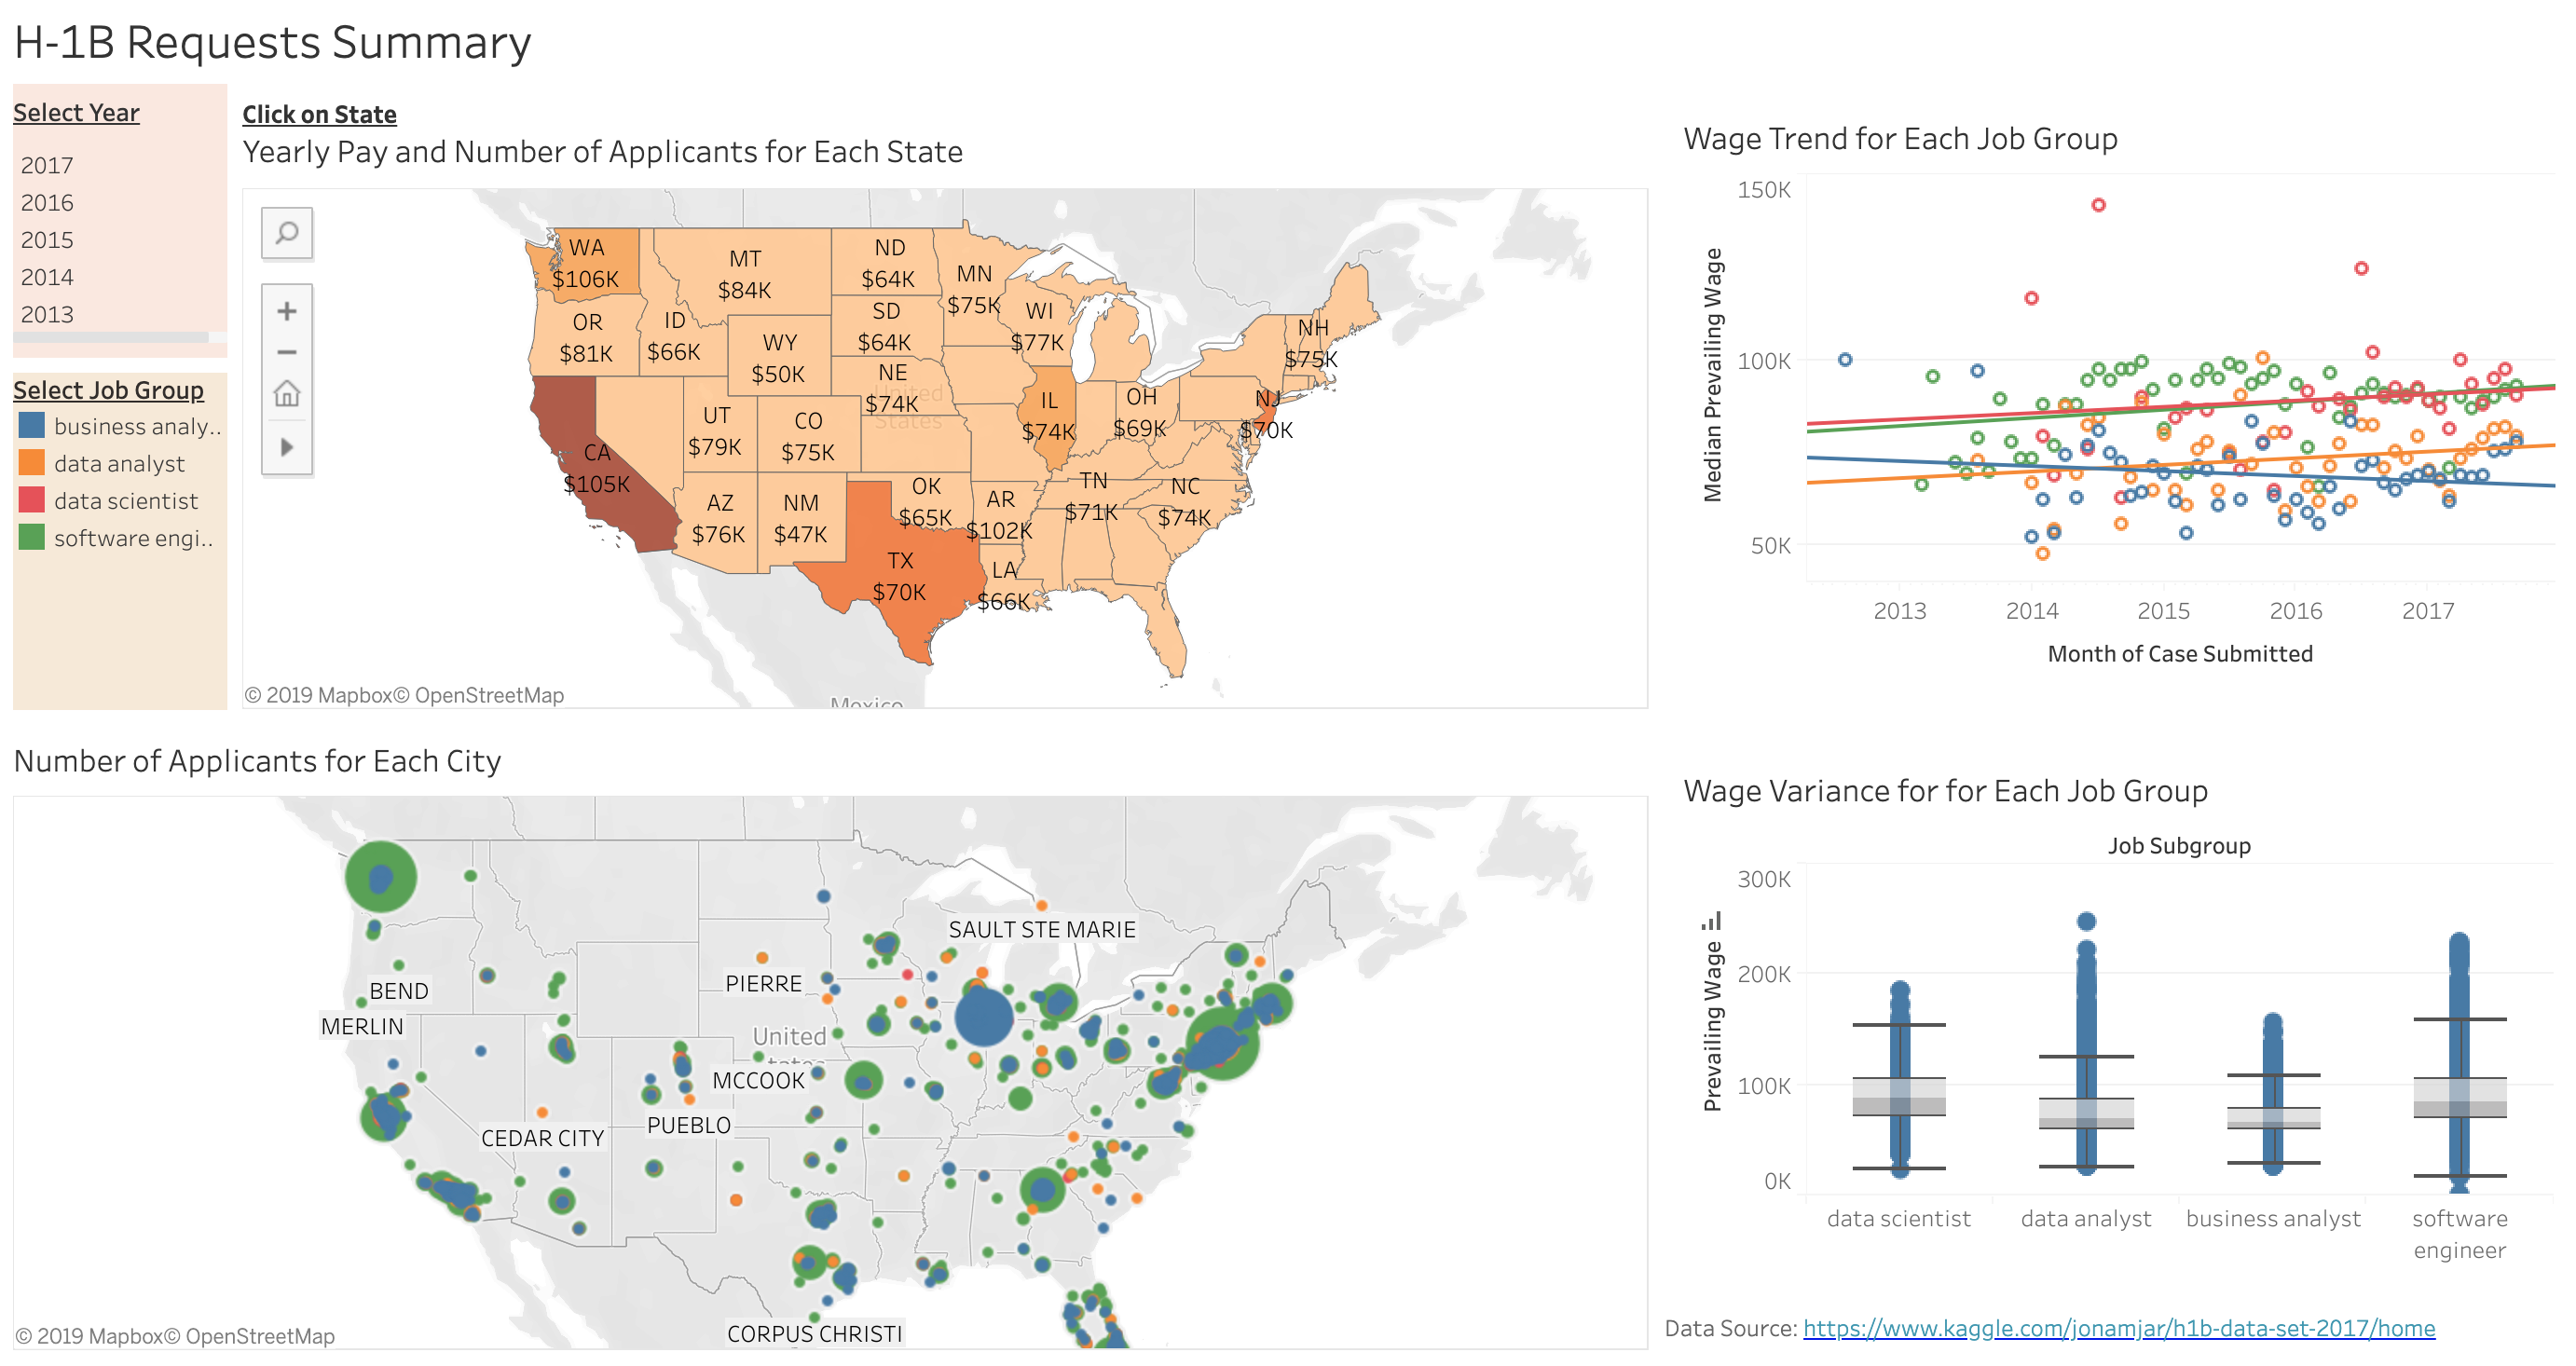 H-1B Requests Summary
Select Year
2017
2016
2015
2014
2013
Select Job Group
business analy..
data analyst
data scientist
software engi..
Click on State
Yearly Pay and Number of Applicants for Each State
WA
$106K
MT
$84K
ND
$64K
MN
$75K
OR
$81K
ID
$66K
WY
$50K
SD
$64K
WI
$77K
NH
$75K
NE
$74K
United
States
UT
$79K
CO
$75K
IL
$74K
OH
$69K
NJ
$70K
CA
$105K
AZ
$76K
NM
$47K
OK
$65K
AR
$102K
TN
$71K
NC
$74K
TX
$70K
LA
$66K
Mexico
© 2019 Mapbox© OpenStreetMap
Wage Trend for Each Job Group
Median Prevailing Wage
150K
100K
50K
2013
2014
2015
2016
2017
Month of Case Submitted
Number of Applicants for Each City
SAULT STE MARIE
BEND
PIERRE
MERLIN
United
States
MCCOOK
CEDAR CITY
PUEBLO
CORPUS CHRISTI
© 2019 Mapbox© OpenStreetMap
Wage Variance for for Each Job Group
Job Subgroup
Prevailing Wage
300K
200K
100K
0K
data scientist
data analyst
business analyst
software
engineer
Data Source: https://www.kaggle.com/jonamjar/h1b-data-set-2017/home